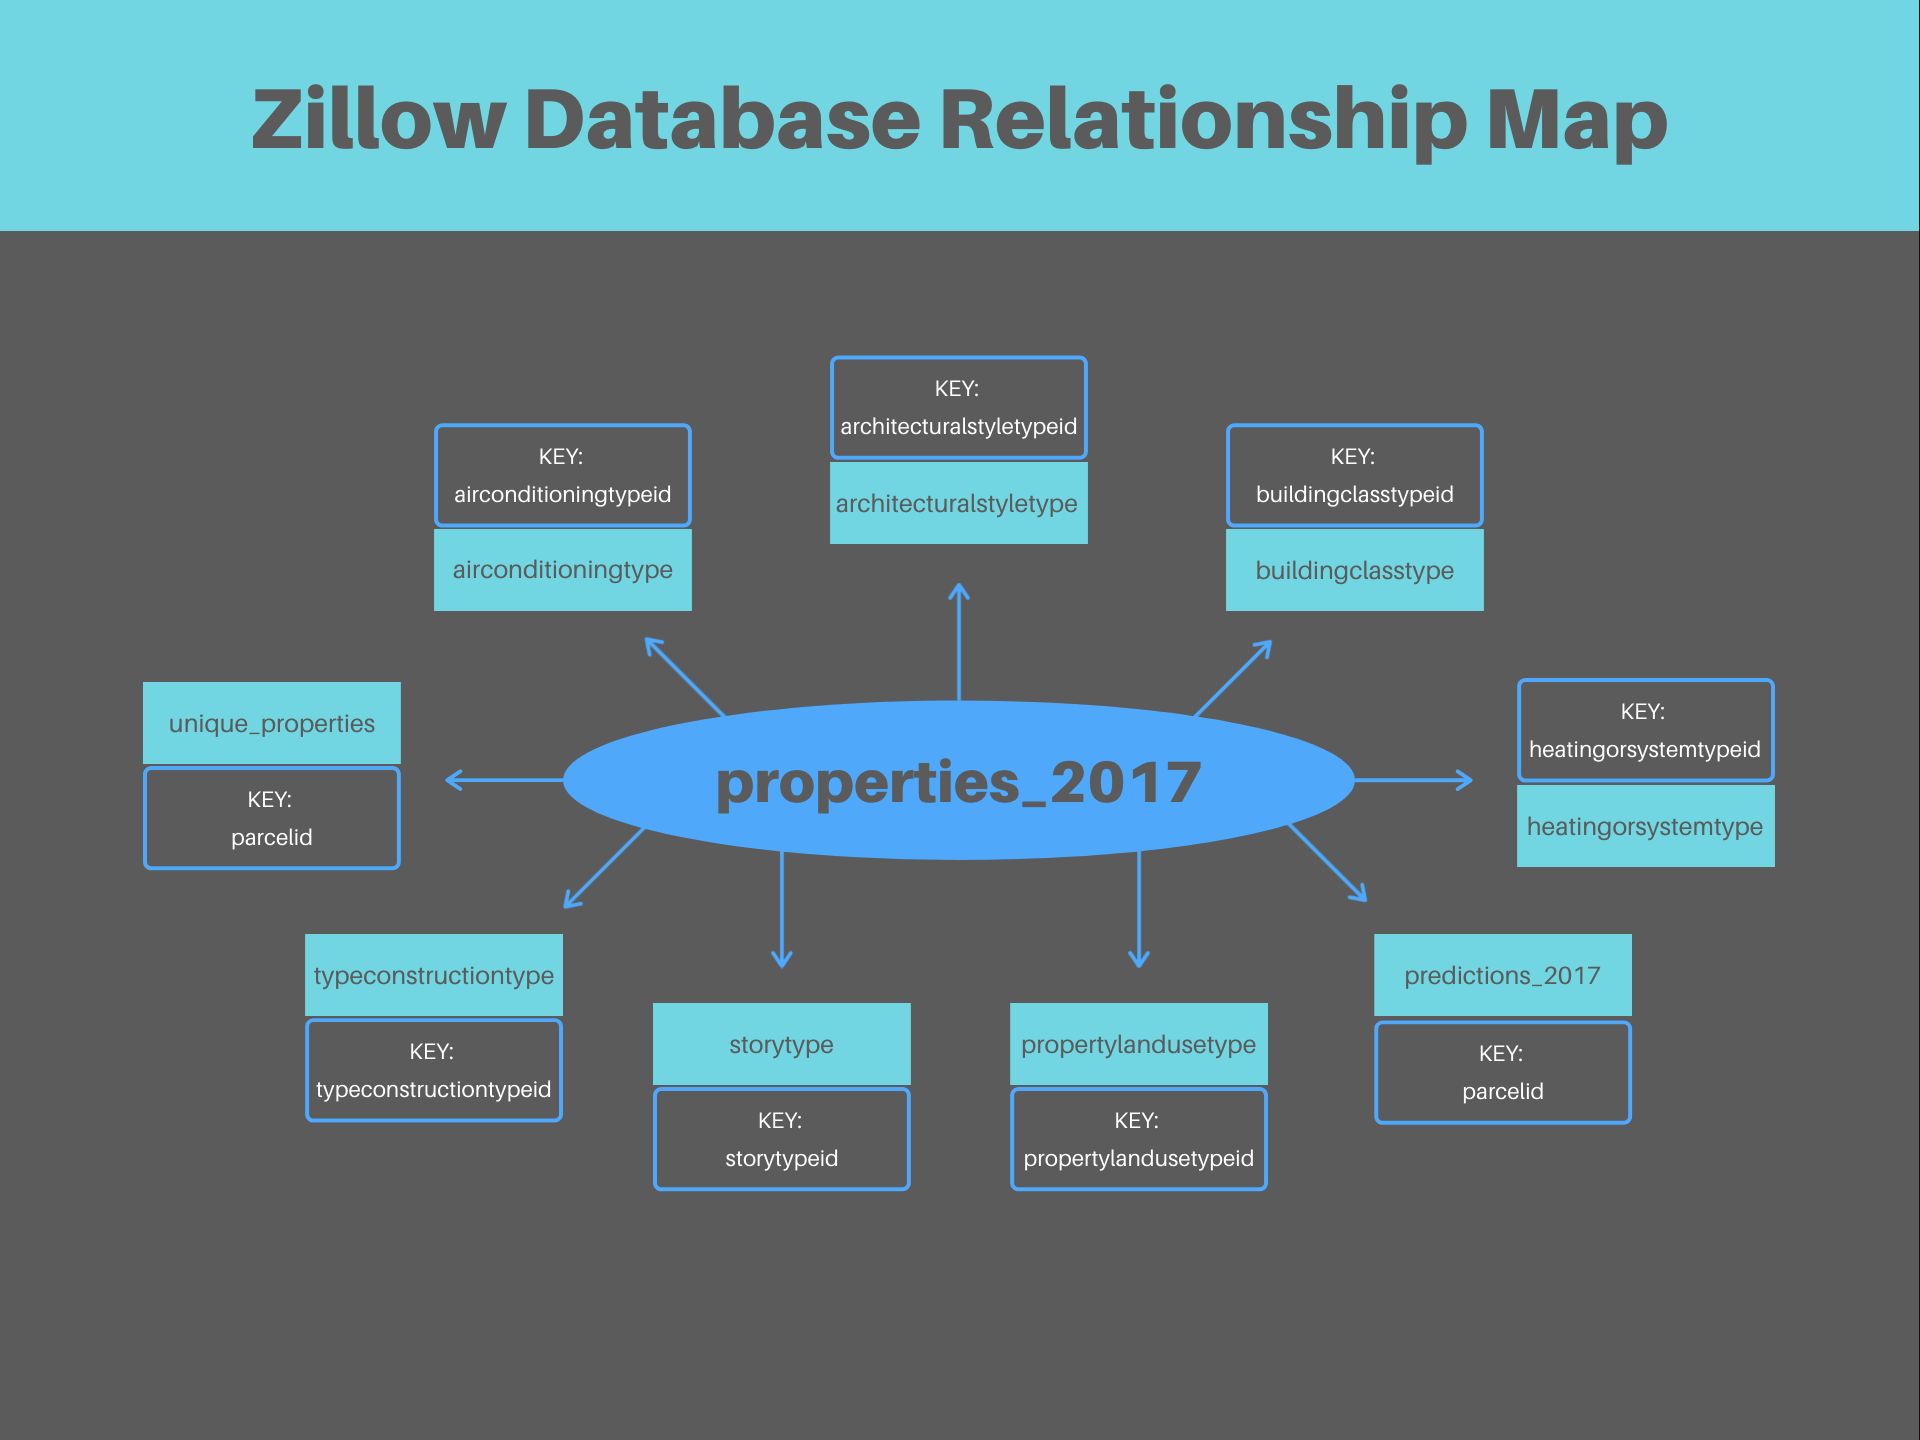 Zillow Database Relationship Map
KEY:
architecturalstyletypeid
architecturalstyletype
KEY:
airconditioningtypeid
airconditioningtype
KEY:
buildingclasstypeid
buildingclasstype
unique_properties
KEY:
parcelid
properties_2017
KEY:
heatingorsystemtypeid
heatingorsystemtype
typeconstructiontype
KEY:
typeconstructiontypeid
storytype
KEY:
storytypeid
propertylandusetype
KEY:
propertylandusetypeid
predictions_2017
KEY:
parcelid